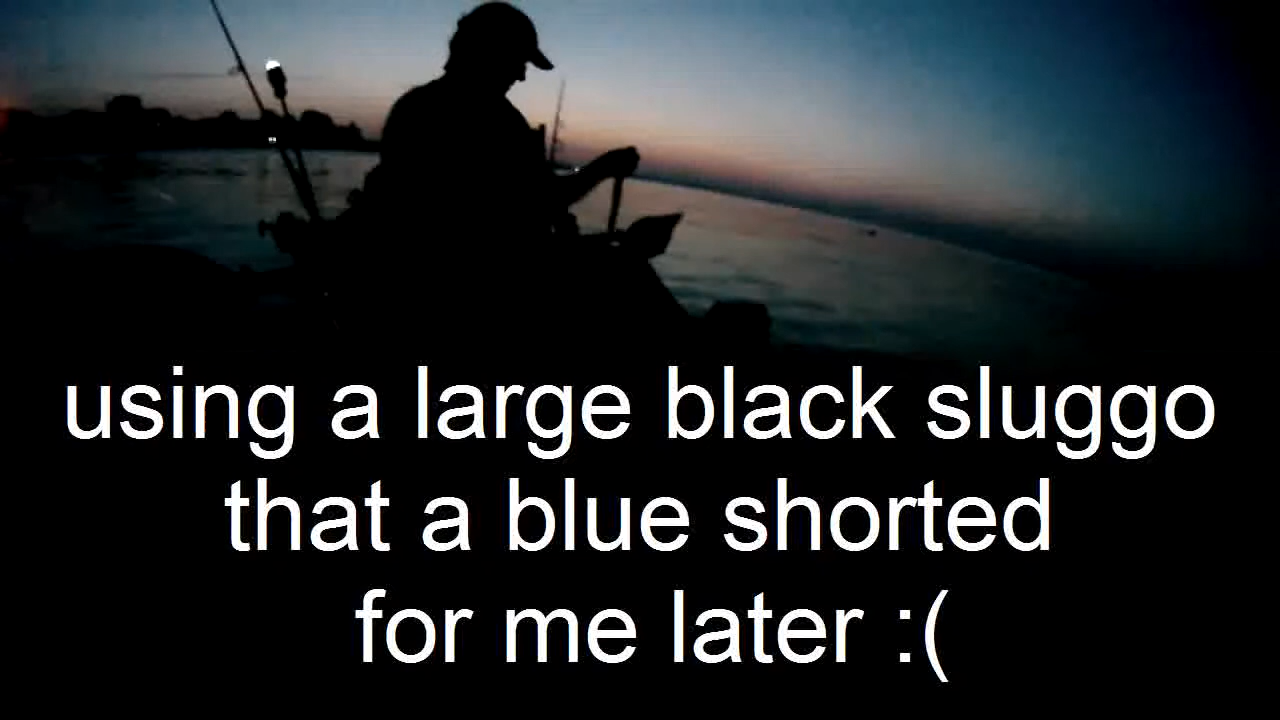 using a large black sluggo
that a blue shorted
for me later :(